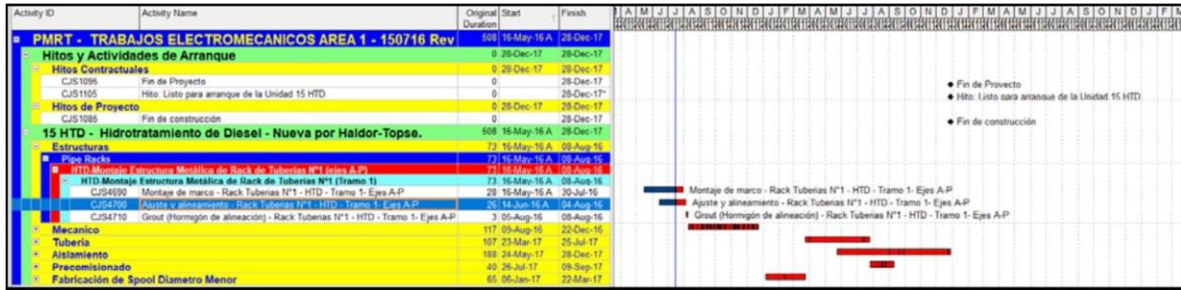 Activity ID Activity Name Original Duration Start Finish
A M J J A S O N D J F M A M J J A S O N D J F M A M J J A S O N D J F M
PMRT - TRABAJOS ELECTROMECANICOS AREA 1 - 150716 Rev 508 16-May-16 A 28-Dec-17
Hitos y Actividades de Arranque 0 28-Dec-17 28-Dec-17
Hitos Contractuales 0 28-Dec-17 28-Dec-17
CJS1095 Fin de Proyecto 0 28-Dec-17 Fin de Proyecto
CJS1105 Hito: Listo para arranque de la Unidad 15 HTD 0 28-Dec-17* Hito: Listo para arranque de la Unidad 15 HTD
Hitos de Proyecto 0 28-Dec-17 28-Dec-17
CJS1085 Fin de construcción 0 28-Dec-17 Fin de construcción
15 HTD - Hidrotratamiento de Diesel - Nueva por Haldor-Topse. 508 16-May-16 A 28-Dec-17
Estructuras 73 16-May-16 A 08-Aug-16
Pipe Racks 73 16-May-16 A 08-Aug-16
HTD-Montaje Estructura Metálica de Rack de Tuberias Nº1 (ejes A-P) 73 16-May-16 A 08-Aug-16
HTD-Montaje Estructura Metálica de Rack de Tuberias Nº1 (Tramo 1) 73 16-May-16 A 08-Aug-16
CJS4690 Montaje de marco - Rack Tuberias N°1 - HTD - Tramo 1- Ejes A-P 28 16-May-16 A 30-Jul-16 Montaje de marco - Rack Tuberias N°1 - HTD - Tramo 1- Ejes A-P
CJS4700 Ajuste y alineamiento - Rack Tuberias N°1 - HTD - Tramo 1- Ejes A-P 26 14-Jun-16 A 04-Aug-16 Ajuste y alineamiento - Rack Tuberias N°1 - HTD - Tramo 1- Ejes A-P
CJS4710 Grout (Hormigón de alineación) - Rack Tuberias N°1 - HTD - Tramo 1- Ejes A-P 3 05-Aug-16 08-Aug-16 Grout (Hormigón de alineación) - Rack Tuberias N°1 - HTD - Tramo 1- Ejes A-P
Mecanico 117 09-Aug-16 22-Dec-16
Tubería 107 23-Mar-17 25-Jul-17
Aislamiento 188 24-May-17 28-Dec-17
Precomisionado 40 26-Jul-17 09-Sep-17
Fabricación de Spool Diametro Menor 65 06-Jan-17 22-Mar-17